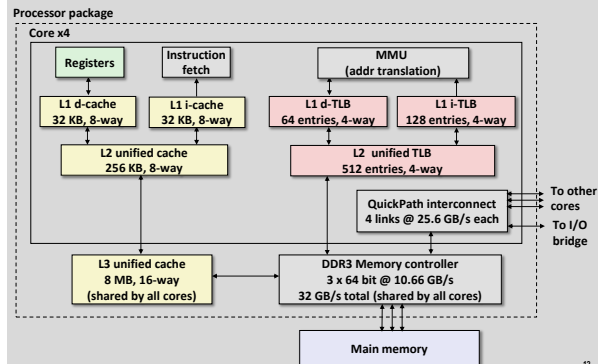 Processor package
Core x4
Registers
Instruction
fetch
MMU
(addr translation)
L1 d-cache
32 KB, 8-way
L1 i-cache
32 KB, 8-way
L1 d-TLB
64 entries, 4-way
L1 i-TLB
128 entries, 4-way
L2 unified cache
256 KB, 8-way
L2 unified TLB
512 entries, 4-way
QuickPath interconnect
4 links @ 25.6 GB/s each
To other
cores
To I/O
bridge
L3 unified cache
8 MB, 16-way
(shared by all cores)
DDR3 Memory controller
3 x 64 bit @ 10.66 GB/s
32 GB/s total (shared by all cores)
Main memory